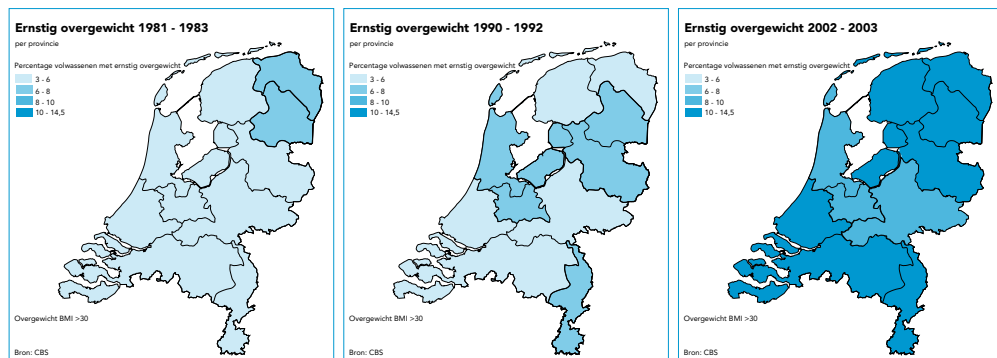 Ernstig overgewicht 1981 - 1983
per provincie
Percentage volwassenen met ernstig overgewicht
3 - 6
6 - 8
8 - 10
10 - 14,5
Overgewicht BMI >30
Bron: CBS
Ernstig overgewicht 1990 - 1992
per provincie
Percentage volwassenen met ernstig overgewicht
3 - 6
6 - 8
8 - 10
10 - 14,5
Overgewicht BMI >30
Bron: CBS
Ernstig overgewicht 2002 - 2003
per provincie
Percentage volwassenen met ernstig overgewicht
3 - 6
6 - 8
8 - 10
10 - 14,5
Overgewicht BMI >30
Bron: CBS